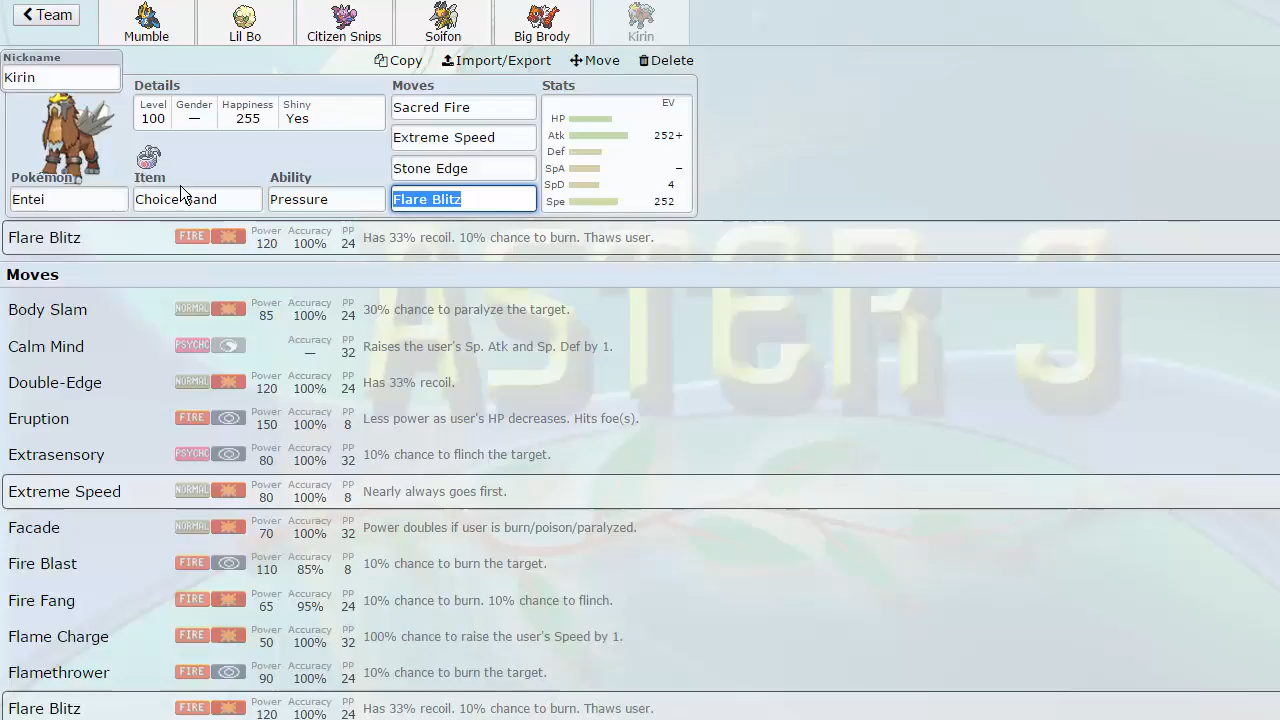 Team
Mumble
Lil Bo
Citizen Snips
Soifon
Big Brody
Kirin
Nickname
Kirin
Copy Import/Export Move Delete
Details Moves Stats
Level Gender Happiness Shiny
100 — 255 Yes
Sacred Fire
Extreme Speed
Stone Edge
Flare Blitz
EV
HP
Atk 252+
Def
SpA –
SpD 4
Spe 252
Pokémon Item Ability
Entei Choice Band Pressure
Flare Blitz FIRE Power 120 Accuracy 100% PP 24 Has 33% recoil. 10% chance to burn. Thaws user.
Moves
Body Slam NORMAL Power 85 Accuracy 100% PP 24 30% chance to paralyze the target.
Calm Mind PSYCHC Accuracy — PP 32 Raises the user's Sp. Atk and Sp. Def by 1.
Double-Edge NORMAL Power 120 Accuracy 100% PP 24 Has 33% recoil.
Eruption FIRE Power 150 Accuracy 100% PP 8 Less power as user's HP decreases. Hits foe(s).
Extrasensory PSYCHC Power 80 Accuracy 100% PP 32 10% chance to flinch the target.
Extreme Speed NORMAL Power 80 Accuracy 100% PP 8 Nearly always goes first.
Facade NORMAL Power 70 Accuracy 100% PP 32 Power doubles if user is burn/poison/paralyzed.
Fire Blast FIRE Power 110 Accuracy 85% PP 8 10% chance to burn the target.
Fire Fang FIRE Power 65 Accuracy 95% PP 24 10% chance to burn. 10% chance to flinch.
Flame Charge FIRE Power 50 Accuracy 100% PP 32 100% chance to raise the user's Speed by 1.
Flamethrower FIRE Power 90 Accuracy 100% PP 24 10% chance to burn the target.
Flare Blitz FIRE Power 120 Accuracy 100% PP 24 Has 33% recoil. 10% chance to burn. Thaws user.
ASTER J